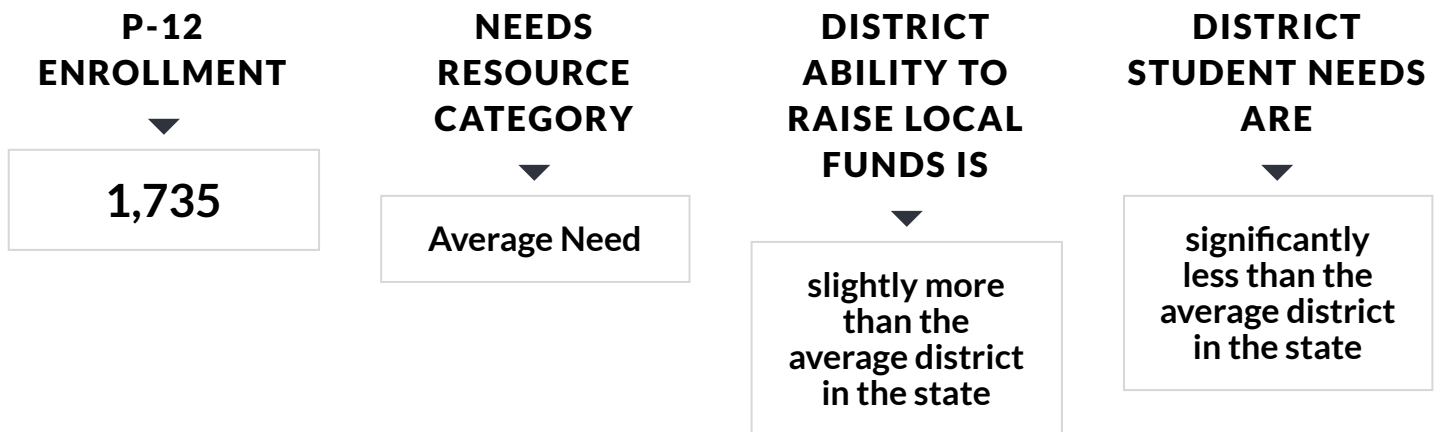 P-12
ENROLLMENT
1,735
NEEDS
RESOURCE
CATEGORY
Average Need
DISTRICT
ABILITY TO
RAISE LOCAL
FUNDS IS
slightly more
than the
average district
in the state
DISTRICT
STUDENT NEEDS
ARE
significantly
less than the
average district
in the state